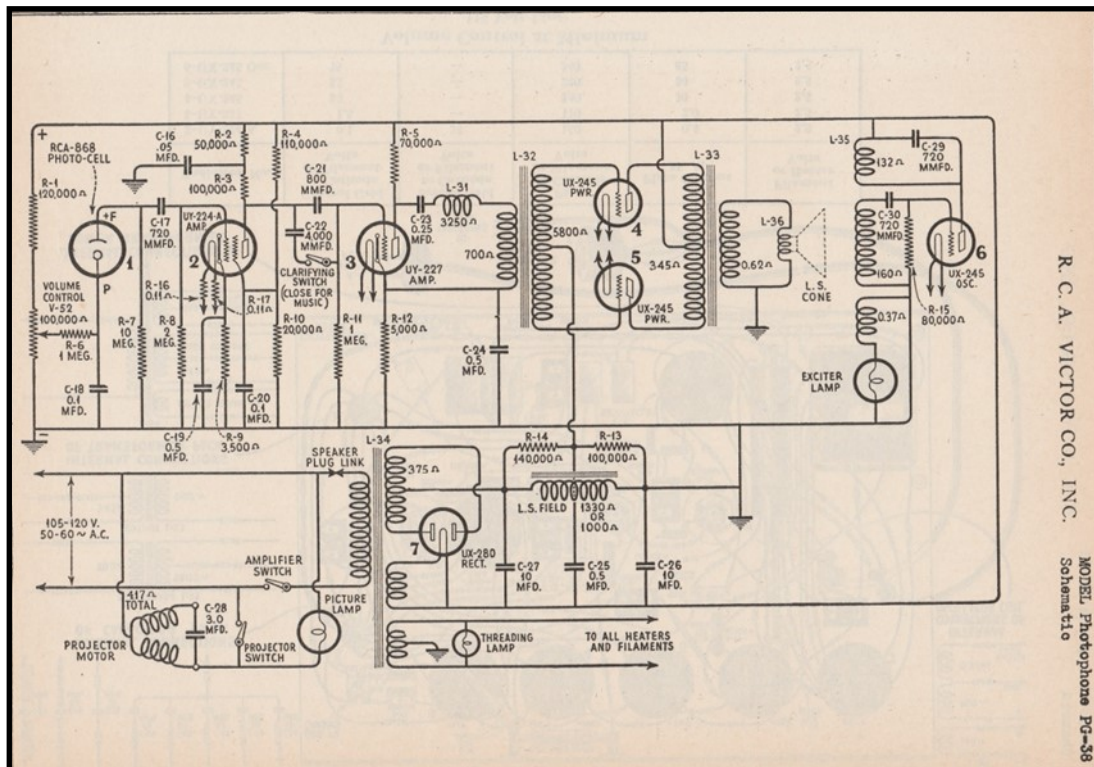 R. C. A. VICTOR CO., INC.
MODEL Photophone PG-38
Schematic
Volume Control at Minimum
+
RCA-868
PHOTO-CELL
R-1
120,000Ω
+F
1
P
VOLUME
CONTROL
V-52
100,000Ω
R-6
1 MEG.
C-18
0.1
MFD.
C-16
.05
MFD.
R-2
50,000Ω
R-3
100,000Ω
C-17
720
MMFD.
UY-224-A
AMP.
2
R-16
0.11Ω
R-17
0.11Ω
R-7
10
MEG.
R-8
2
MEG.
C-19
0.5
MFD.
R-9
3,500Ω
C-20
0.1
MFD.
R-4
110,000Ω
C-21
800
MMFD.
C-22
4,000
MMFD.
CLARIFYING
SWITCH
(CLOSE FOR
MUSIC)
R-10
20,000Ω
R-11
1
MEG.
3
R-5
70,000Ω
UY-227
AMP.
R-12
5,000Ω
C-23
0.25
MFD.
L-31
3250Ω
700Ω
C-24
0.5
MFD.
L-32
5800Ω
UX-245
PWR.
4
5
UX-245
PWR.
L-33
345Ω
0.62Ω
L-36
L.S.
CONE
L-35
132Ω
C-29
720
MMFD.
C-30
720
MMFD.
160Ω
6
UX-245
OSC.
R-15
80,000Ω
0.37Ω
EXCITER
LAMP
-
105-120 V.
50-60 ~ A.C.
SPEAKER
PLUG LINK
L-34
375Ω
7
UX-280
RECT.
R-14
140,000Ω
R-13
100,000Ω
L.S. FIELD
1330Ω
OR
1000Ω
C-27
10
MFD.
C-25
0.5
MFD.
C-26
10
MFD.
AMPLIFIER
SWITCH
4.17Ω
TOTAL
C-28
3.0
MFD.
PROJECTOR
MOTOR
PROJECTOR
SWITCH
PICTURE
LAMP
THREADING
LAMP
TO ALL HEATERS
AND FILAMENTS